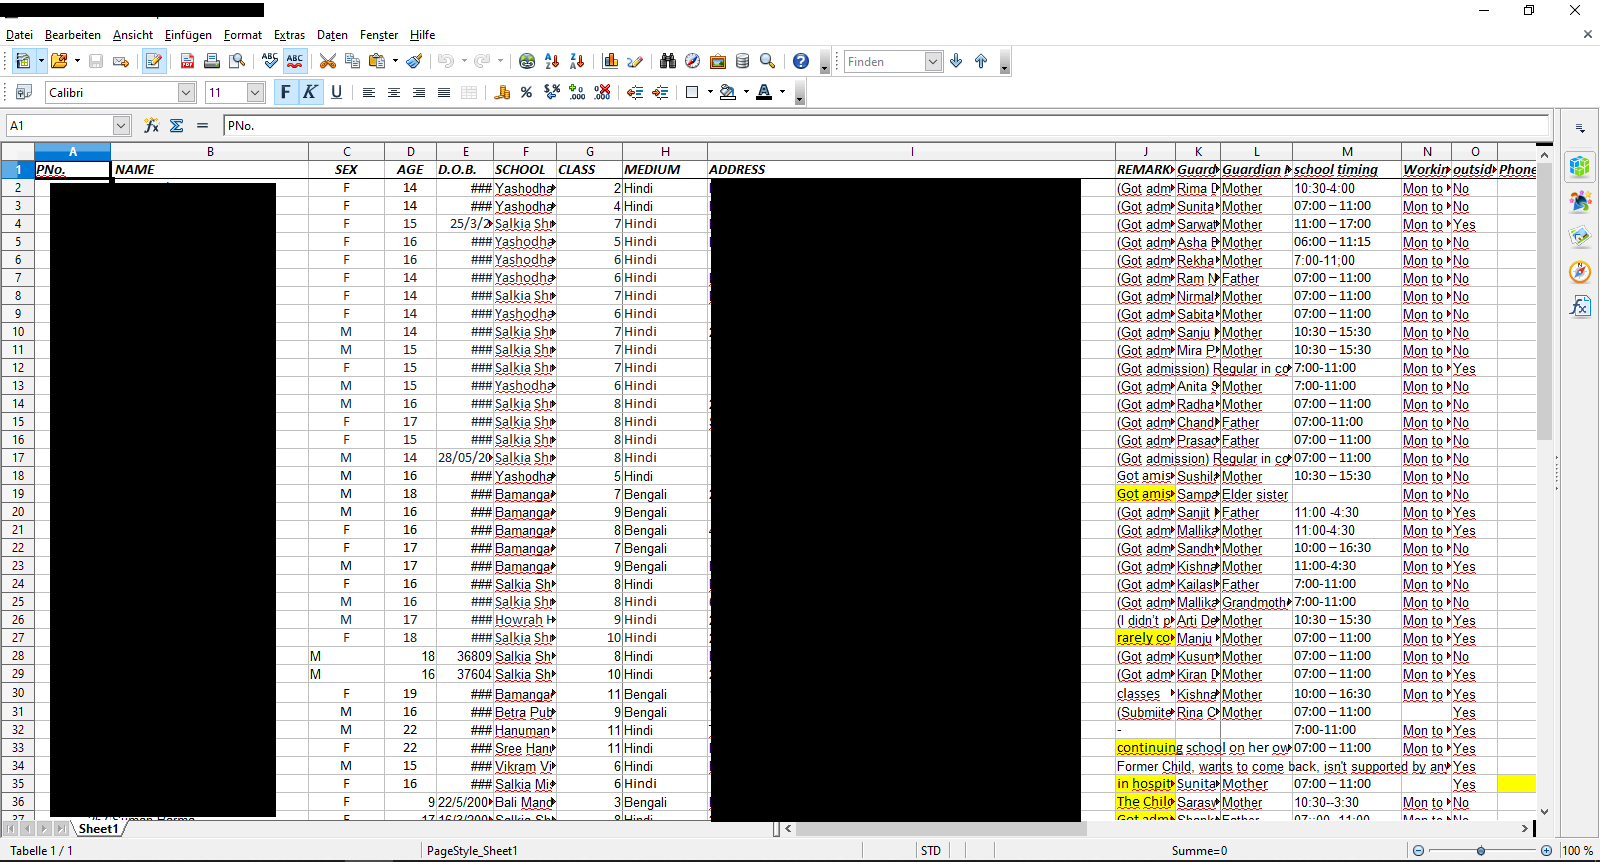 Datei Bearbeiten Ansicht Einfügen Format Extras Daten Fenster Hilfe
Finden
Calibri 11 F K U
A1 PNo.
A B C D E F G H I J K L M N O
1 PNo. NAME SEX AGE D.O.B. SCHOOL CLASS MEDIUM ADDRESS REMARK Guard Guardian school timing Workin outsid Phone
2 F 14 ### Yashodha 2 Hindi (Got adm Rima D Mother 10:30-4:00 Mon to No
3 F 14 ### Yashodha 4 Hindi (Got adm Sunita Mother 07:00 – 11:00 Mon to No
4 F 15 25/3/2 Salkia Shr 7 Hindi (Got adm Sarwat Mother 11:00 – 17:00 Mon to Yes
5 F 16 ### Yashodha 5 Hindi (Got adm Asha Mother 06:00 – 11:15 Mon to No
6 F 16 ### Yashodha 6 Hindi (Got adm Rekha Mother 7:00-11;00 Mon to No
7 F 14 ### Yashodha 6 Hindi (Got adm Ram N Father 07:00 – 11:00 Mon to No
8 F 14 ### Salkia Shr 7 Hindi (Got adm Nirmal Mother 07:00 – 11:00 Mon to No
9 F 14 ### Yashodha 6 Hindi (Got adm Sabita Mother 07:00 – 11:00 Mon to No
10 M 14 ### Salkia Shr 7 Hindi (Got adm Sanju Mother 10:30 – 15:30 Mon to No
11 M 15 ### Salkia Shr 7 Hindi (Got adm Mira P Mother 10:30 – 15:30 Mon to No
12 F 15 ### Salkia Shr 7 Hindi (Got admission) Regular in co 7:00-11:00 Mon to Yes
13 M 15 ### Yashodha 6 Hindi (Got adm Anita S Mother 7:00-11:00 Mon to No
14 M 16 ### Salkia Shr 8 Hindi (Got adm Radha Mother 07:00 – 11:00 Mon to No
15 F 17 ### Salkia Shr 8 Hindi (Got adm Chand Father 07:00-11:00 Mon to No
16 F 15 ### Salkia Shr 8 Hindi (Got adm Prasad Father 07:00 – 11:00 Mon to No
17 M 14 28/05/20 Salkia Shr 8 Hindi (Got admission) Regular in co 07:00 – 11:00 Mon to No
18 M 16 ### Yashodha 5 Hindi Got amis Sushil Mother 10:30 – 15:30 Mon to No
19 M 18 ### Bamanga 7 Bengali Got amis Sampa Elder sister Mon to No
20 M 16 ### Bamanga 9 Bengali (Got adm Sanjit Father 11:00 -4:30 Mon to Yes
21 F 16 ### Bamanga 8 Bengali (Got adm Mallika Mother 11:00-4:30 Mon to Yes
22 F 17 ### Bamanga 7 Bengali (Got adm Sandh Mother 10:00 – 16:30 Mon to No
23 M 17 ### Bamanga 9 Bengali (Got adm Kishna Mother 11:00-4:30 Mon to Yes
24 F 16 ### Salkia Sh 8 Hindi (Got adm Kailas Father 7:00-11:00 Mon to No
25 M 16 ### Salkia Shr 8 Hindi (Got adm Mallika Grandmoth 7:00-11:00 Mon to No
26 M 17 ### Howrah H 9 Hindi (I didn't p Arti De Mother 10:30 – 15:30 Mon to Yes
27 F 18 ### Salkia Shr 10 Hindi rarely co Manju Mother 07:00 – 11:00 Mon to Yes
28 M 18 36809 Salkia Sh 8 Hindi (Got adm Kusum Mother 07:00 – 11:00 Mon to No
29 M 16 37604 Salkia Sh 10 Hindi (Got adm Kiran D Mother 07:00 – 11:00 Mon to Yes
30 F 19 ### Bamanga 11 Bengali classes Kishna Mother 10:00 – 16:30 Mon to Yes
31 M 16 ### Betra Pub 9 Bengali (Submiite Rina C Mother 07:00 – 11:00 Yes
32 M 22 ### Hanuman 11 Hindi - 7:00-11:00 Mon to Yes
33 F 22 ### Sree Hanu 11 Hindi continuing school on her ow 07:00 – 11:00 Mon to Yes
34 M 15 ### Vikram Vi 6 Hindi Former Child, wants to come back, isn't supported by any Yes
35 F 16 ### Salkia Mis 6 Hindi in hospit Sunita Mother 07:00 – 11:00 Yes
36 F 9 22/5/200 Bali Mand 3 Bengali The Child Saras Mother 10:30--3:30 Mon to No
Sheet1
Tabelle 1 / 1 PageStyle_Sheet1 STD Summe=0 100 %